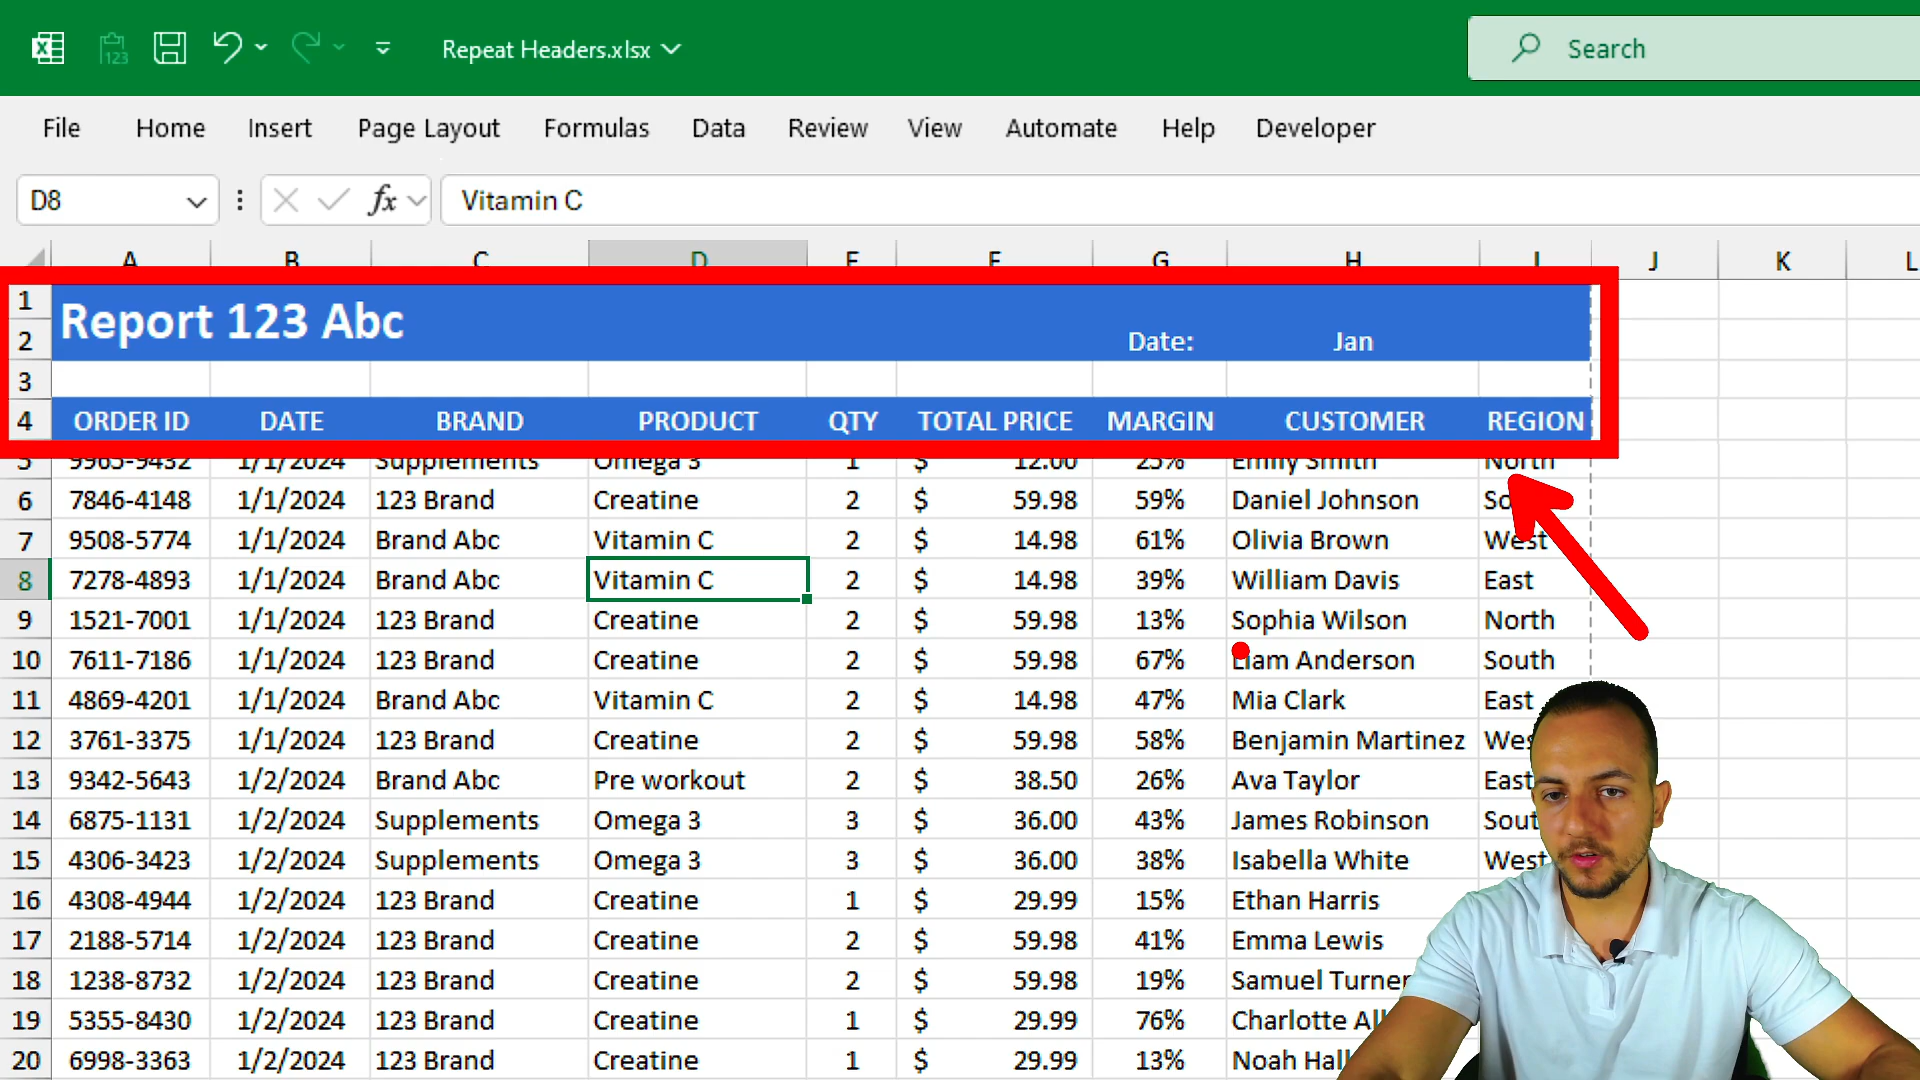 123
Repeat Headers.xlsx
Search
File Home Insert Page Layout Formulas Data Review View Automate Help Developer
D8 fx Vitamin C
A B C D E F G H I J K L
1 Report 123 Abc
2 Date: Jan
3
4 ORDER ID DATE BRAND PRODUCT QTY TOTAL PRICE MARGIN CUSTOMER REGION
5 9965-9432 1/1/2024 Supplements Omega 3 1 $ 12.00 25% Emily Smith North
6 7846-4148 1/1/2024 123 Brand Creatine 2 $ 59.98 59% Daniel Johnson So
7 9508-5774 1/1/2024 Brand Abc Vitamin C 2 $ 14.98 61% Olivia Brown West
8 7278-4893 1/1/2024 Brand Abc Vitamin C 2 $ 14.98 39% William Davis East
9 1521-7001 1/1/2024 123 Brand Creatine 2 $ 59.98 13% Sophia Wilson North
10 7611-7186 1/1/2024 123 Brand Creatine 2 $ 59.98 67% Liam Anderson South
11 4869-4201 1/1/2024 Brand Abc Vitamin C 2 $ 14.98 47% Mia Clark East
12 3761-3375 1/1/2024 123 Brand Creatine 2 $ 59.98 58% Benjamin Martinez Wes
13 9342-5643 1/2/2024 Brand Abc Pre workout 2 $ 38.50 26% Ava Taylor East
14 6875-1131 1/2/2024 Supplements Omega 3 3 $ 36.00 43% James Robinson Sout
15 4306-3423 1/2/2024 Supplements Omega 3 3 $ 36.00 38% Isabella White West
16 4308-4944 1/2/2024 123 Brand Creatine 1 $ 29.99 15% Ethan Harris
17 2188-5714 1/2/2024 123 Brand Creatine 2 $ 59.98 41% Emma Lewis
18 1238-8732 1/2/2024 123 Brand Creatine 2 $ 59.98 19% Samuel Turner
19 5355-8430 1/2/2024 123 Brand Creatine 1 $ 29.99 76% Charlotte All
20 6998-3363 1/2/2024 123 Brand Creatine 1 $ 29.99 13% Noah Hall